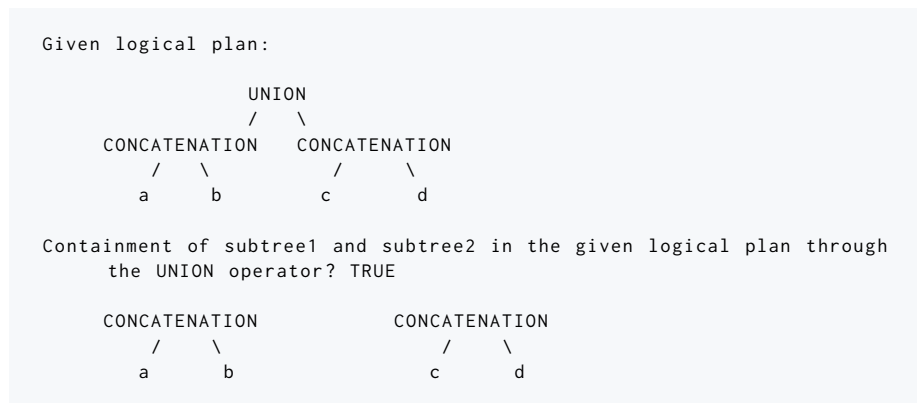 Given logical plan:
UNION
/ \
CONCATENATION CONCATENATION
/ \ / \
a b c d
Containment of subtree1 and subtree2 in the given logical plan through
the UNION operator? TRUE
CONCATENATION CONCATENATION
/ \ / \
a b c d